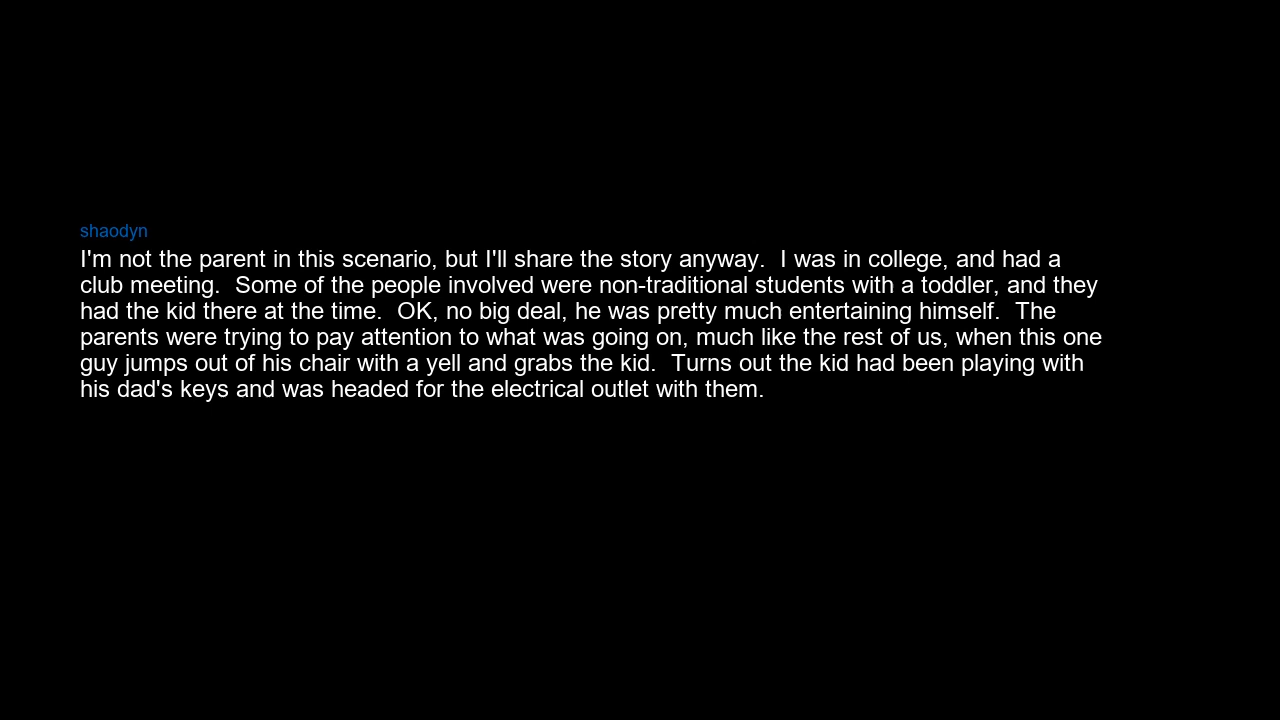 shaodyn
I'm not the parent in this scenario, but I'll share the story anyway.  I was in college, and had a
club meeting.  Some of the people involved were non-traditional students with a toddler, and they
had the kid there at the time.  OK, no big deal, he was pretty much entertaining himself.  The
parents were trying to pay attention to what was going on, much like the rest of us, when this one
guy jumps out of his chair with a yell and grabs the kid.  Turns out the kid had been playing with
his dad's keys and was headed for the electrical outlet with them.